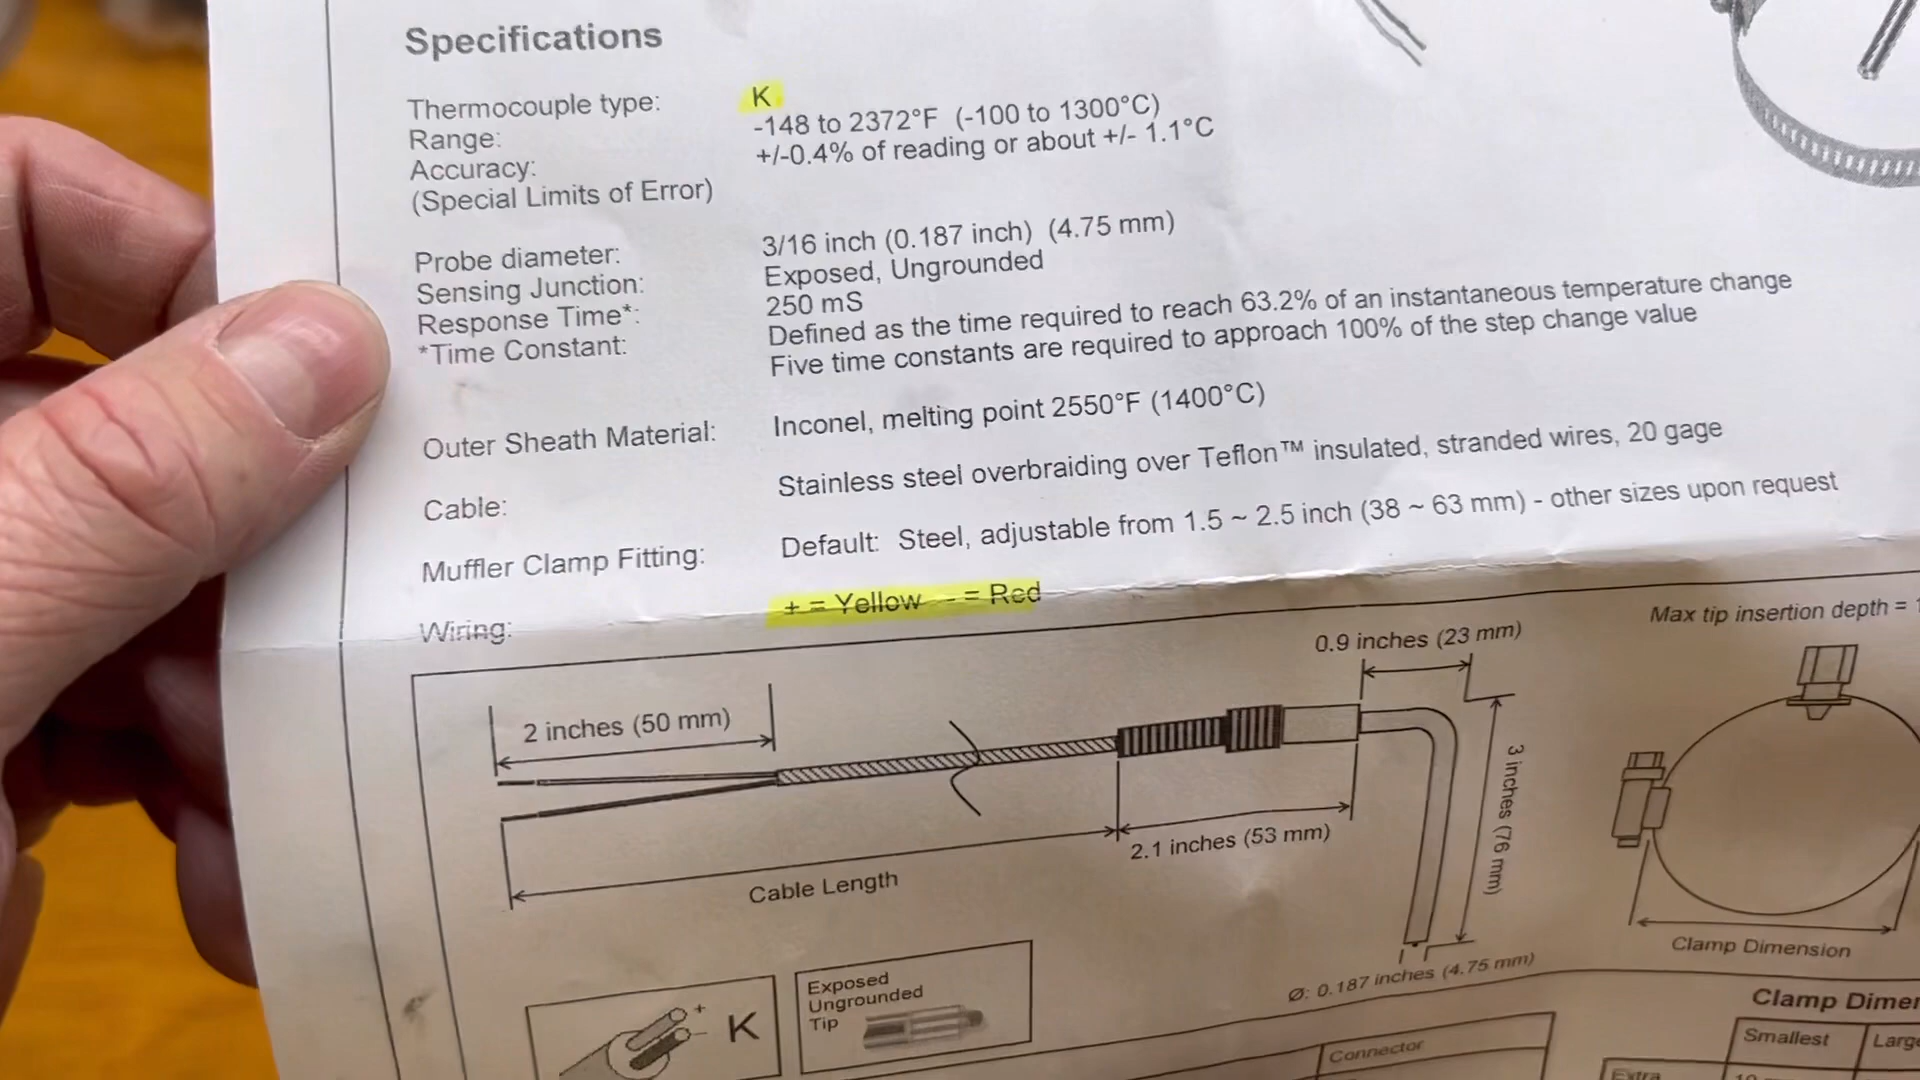 Specifications
Thermocouple type: K
Range: -148 to 2372°F (-100 to 1300°C)
Accuracy: +/-0.4% of reading or about +/- 1.1°C
(Special Limits of Error)
Probe diameter: 3/16 inch (0.187 inch) (4.75 mm)
Sensing Junction: Exposed, Ungrounded
Response Time*: 250 mS
*Time Constant: Defined as the time required to reach 63.2% of an instantaneous temperature change
Five time constants are required to approach 100% of the step change value
Outer Sheath Material: Inconel, melting point 2550°F (1400°C)
Cable: Stainless steel overbraiding over Teflon™ insulated, stranded wires, 20 gage
Muffler Clamp Fitting: Default: Steel, adjustable from 1.5 ~ 2.5 inch (38 ~ 63 mm) - other sizes upon request
Wiring: + = Yellow - = Red
Max tip insertion depth =
0.9 inches (23 mm)
2 inches (50 mm)
3 inches (76 mm)
2.1 inches (53 mm)
Cable Length
Clamp Dimension
Ø: 0.187 inches (4.75 mm)
+
-
K
Exposed
Ungrounded
Tip
Clamp
Smallest
Connector
Extra